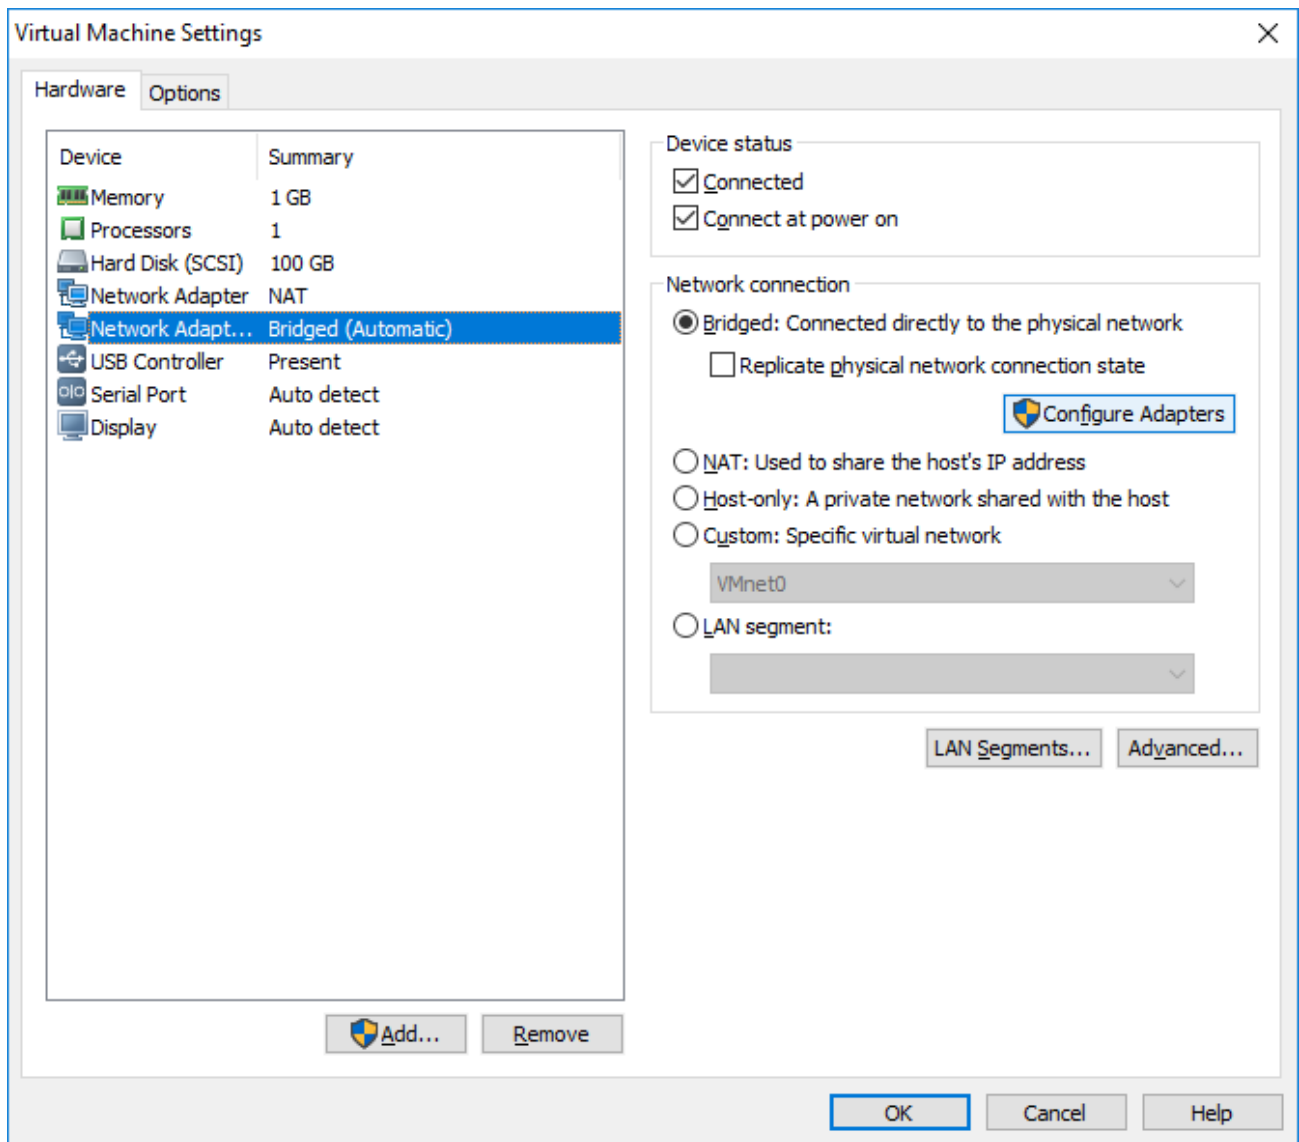 Virtual Machine Settings
Hardware
Options
Device Summary
Memory 1 GB
Processors 1
Hard Disk (SCSI) 100 GB
Network Adapter NAT
Network Adapt... Bridged (Automatic)
USB Controller Present
Serial Port Auto detect
Display Auto detect
Add...
Remove
Device status
Connected
Connect at power on
Network connection
Bridged: Connected directly to the physical network
Replicate physical network connection state
Configure Adapters
NAT: Used to share the host's IP address
Host-only: A private network shared with the host
Custom: Specific virtual network
VMnet0
LAN segment:
LAN Segments...
Advanced...
OK
Cancel
Help